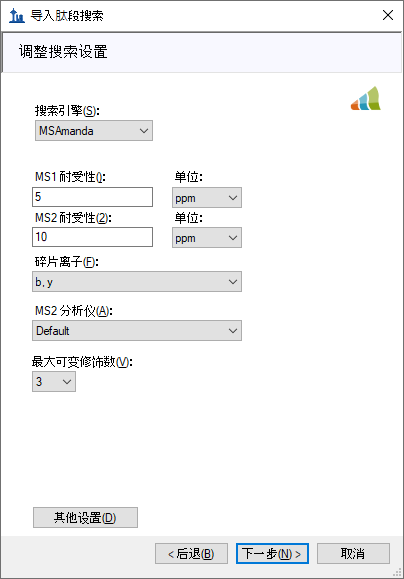 导入肽段搜索
调整搜索设置
搜索引擎(S):
MSAmanda
MS1 耐受性(): 单位:
5 ppm
MS2 耐受性(2): 单位:
10 ppm
碎片离子(F):
b, y
MS2 分析仪(A):
Default
最大可变修饰数(V):
3
其他设置(D)
< 后退(B) 下一步(N) > 取消